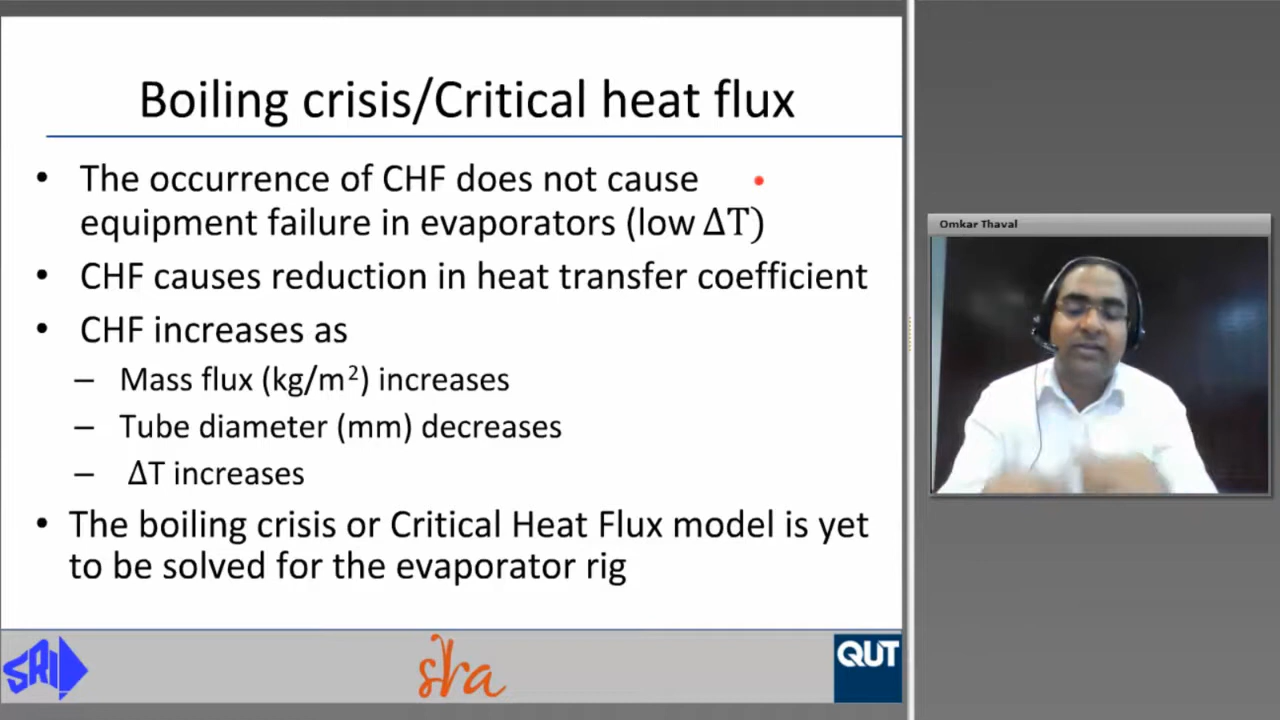 Boiling crisis/Critical heat flux
• The occurrence of CHF does not cause
equipment failure in evaporators (low ΔT)
• CHF causes reduction in heat transfer coefficient
• CHF increases as
– Mass flux (kg/m²) increases
– Tube diameter (mm) decreases
– ΔT increases
• The boiling crisis or Critical Heat Flux model is yet
to be solved for the evaporator rig
SRI
sra
QUT
Omkar Thaval